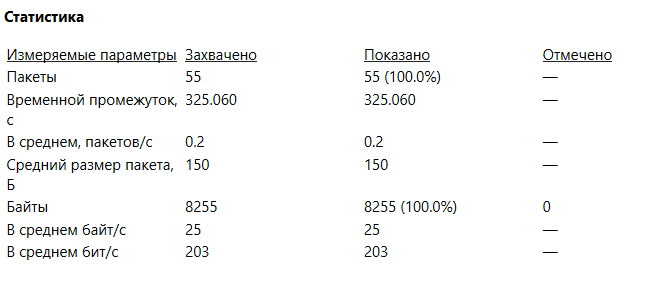 Статистика
Измеряемые параметры Захвачено Показано Отмечено
Пакеты 55 55 (100.0%) —
Временной промежуток, 325.060 325.060 —
с
В среднем, пакетов/с 0.2 0.2 —
Средний размер пакета, 150 150 —
Б
Байты 8255 8255 (100.0%) 0
В среднем байт/с 25 25 —
В среднем бит/с 203 203 —